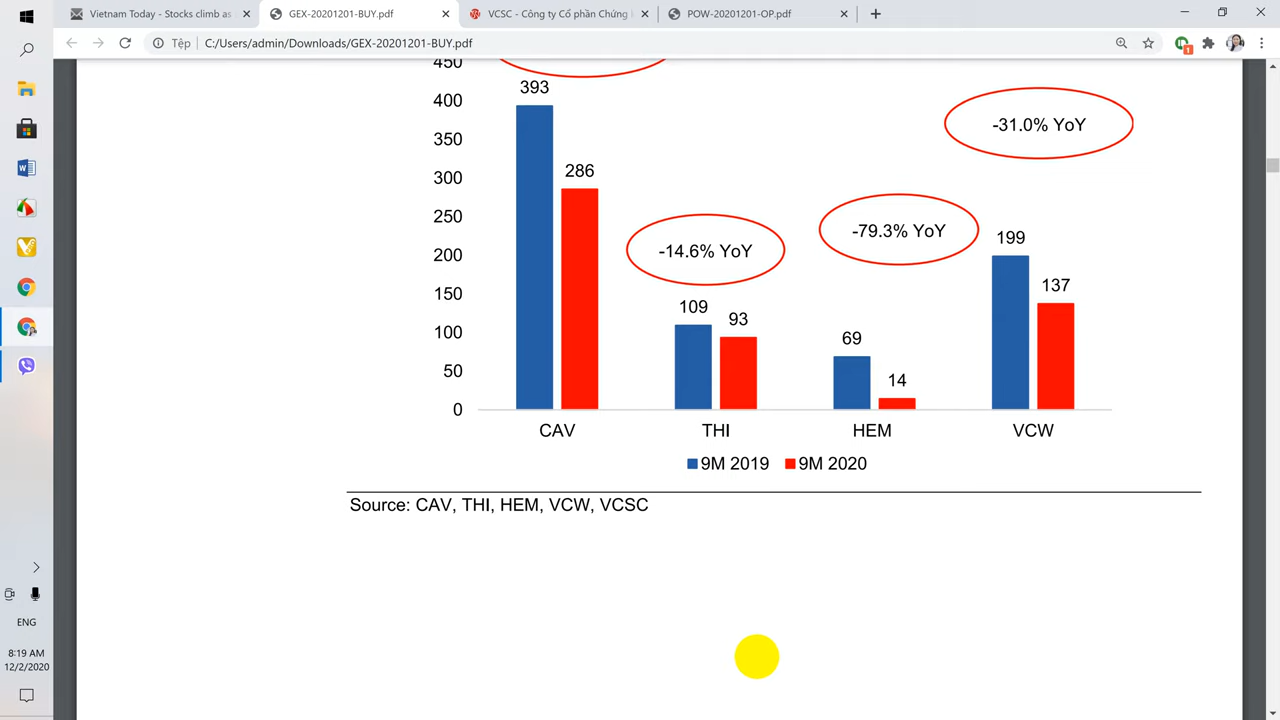 Vietnam Today - Stocks climb as
GEX-20201201-BUY.pdf
VCSC - Công ty Cổ phần Chứng
POW-20201201-OP.pdf
Tệp
C:/Users/admin/Downloads/GEX-20201201-BUY.pdf
1
450
400
350
300
250
200
150
100
50
0
393
286
-14.6% YoY
109
93
-79.3% YoY
69
14
-31.0% YoY
199
137
CAV
THI
HEM
VCW
9M 2019
9M 2020
Source: CAV, THI, HEM, VCW, VCSC
ENG
8:19 AM
12/2/2020